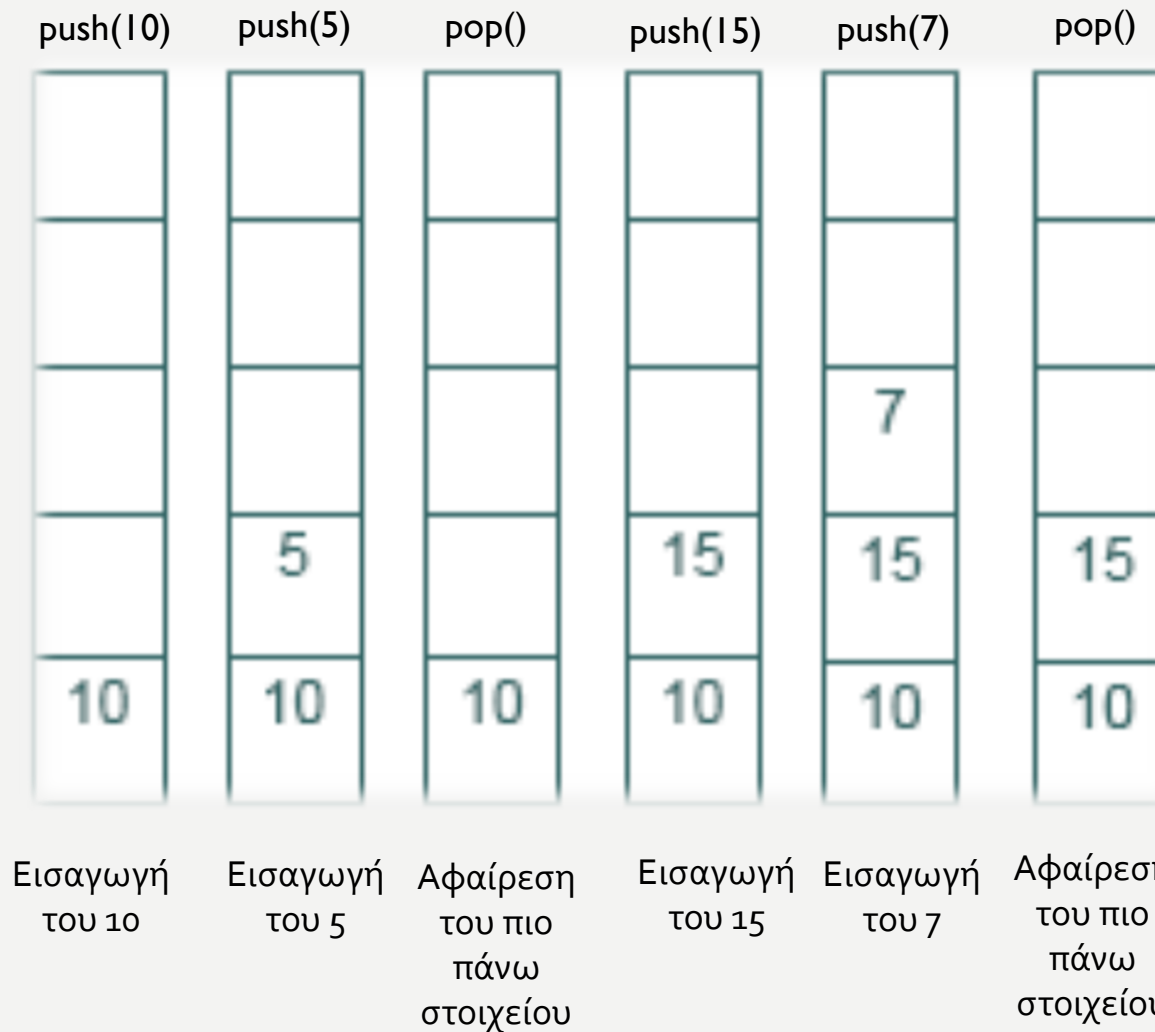 push(10) push(5) pop() push(15) push(7) pop()
7
5 15 15 15
10 10 10 10 10 10
Εισαγωγή Εισαγωγή Αφαίρεση Εισαγωγή Εισαγωγή Αφαίρεση
του 10 του 5 του πιο του 15 του 7 του πιο
πάνω πάνω
στοιχείου στοιχείου